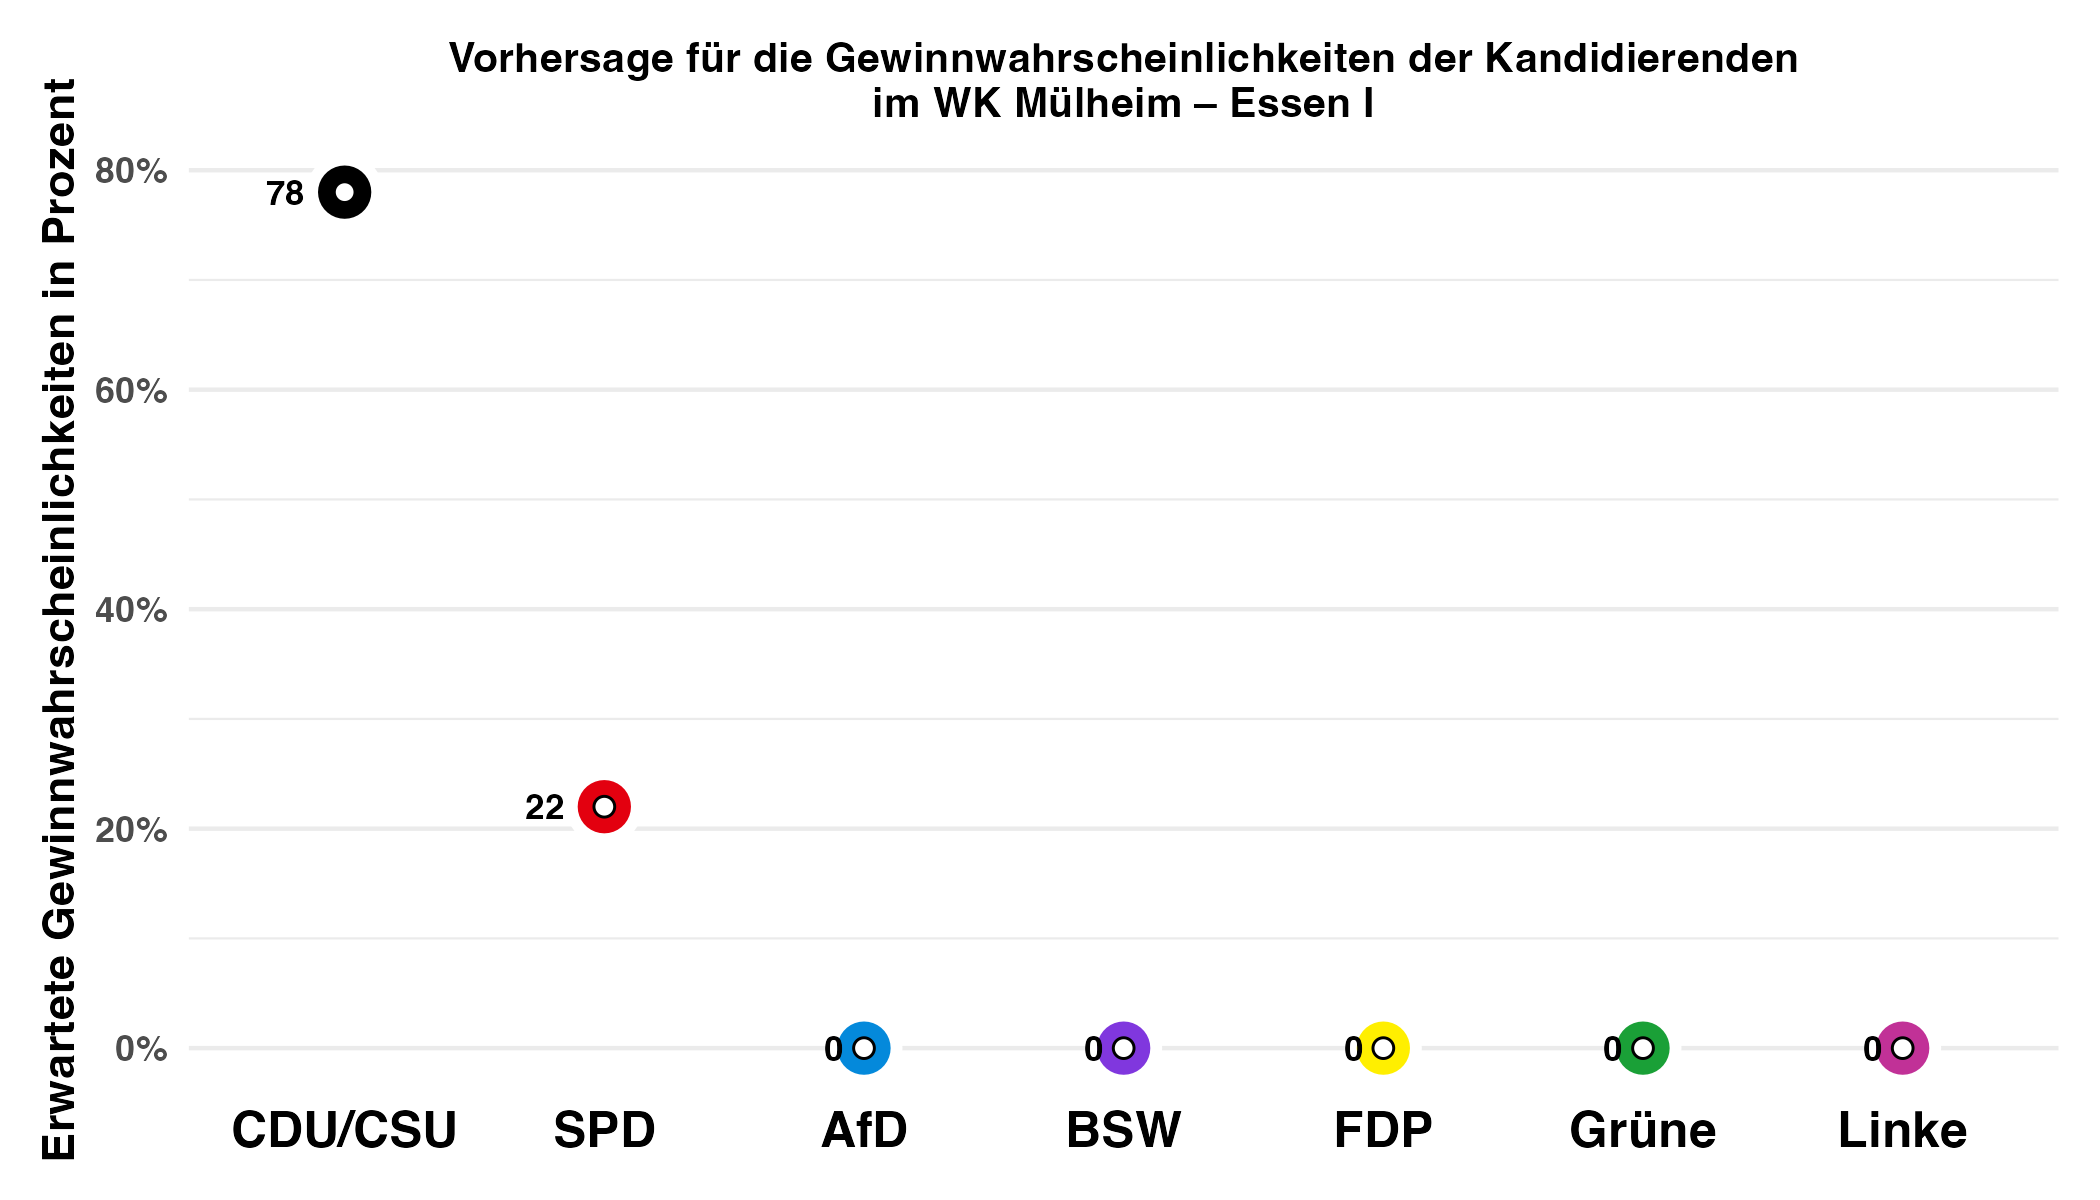 Vorhersage für die Gewinnwahrscheinlichkeiten der Kandidierenden
im WK Mülheim – Essen I
Erwartete Gewinnwahrscheinlichkeiten in Prozent
80%
60%
40%
20%
0%
78
22
0
0
0
0
0
CDU/CSU
SPD
AfD
BSW
FDP
Grüne
Linke